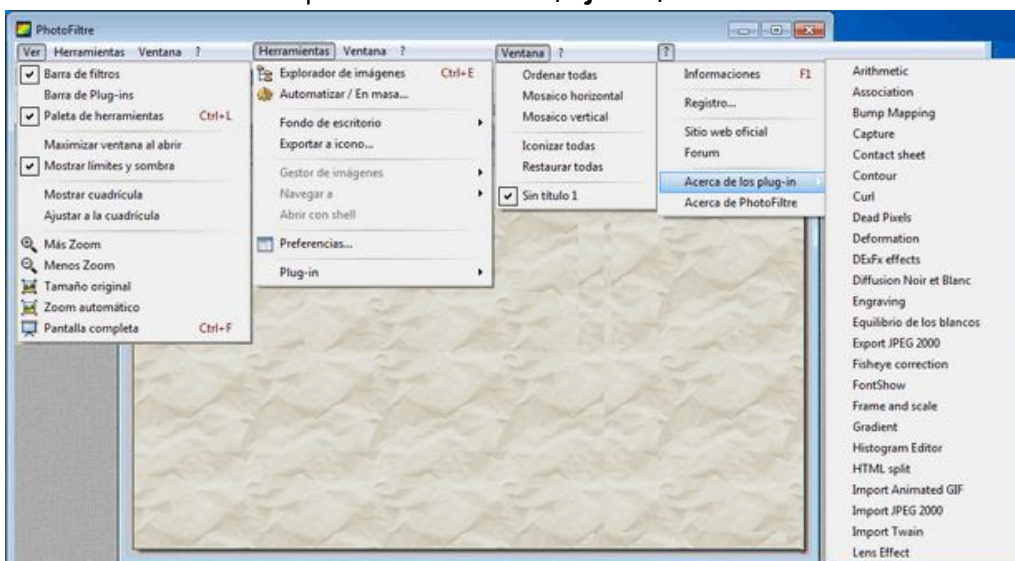 PhotoFiltre
Ver Herramientas Ventana ?
Barra de filtros
Barra de Plug-ins
Paleta de herramientas Ctrl+L
Maximizar ventana al abrir
Mostrar límites y sombra
Mostrar cuadrícula
Ajustar a la cuadrícula
Más Zoom
Menos Zoom
Tamaño original
Zoom automático
Pantalla completa Ctrl+F
Herramientas Ventana ?
Explorador de imágenes Ctrl+E
Automatizar / En masa...
Fondo de escritorio
Exportar a icono...
Gestor de imágenes
Navegar a
Abrir con shell
Preferencias...
Plug-in
Ventana ?
Ordenar todas
Mosaico horizontal
Mosaico vertical
Iconizar todas
Restaurar todas
Sin título 1
?
Informaciones F1
Registro...
Sitio web oficial
Forum
Acerca de los plug-in
Acerca de PhotoFiltre
Arithmetic
Association
Bump Mapping
Capture
Contact sheet
Contour
Curl
Dead Pixels
Deformation
DExFx effects
Diffusion Noir et Blanc
Engraving
Equilibrio de los blancos
Export JPEG 2000
Fisheye correction
FontShow
Frame and scale
Gradient
Histogram Editor
HTML split
Import Animated GIF
Import JPEG 2000
Import Twain
Lens Effect